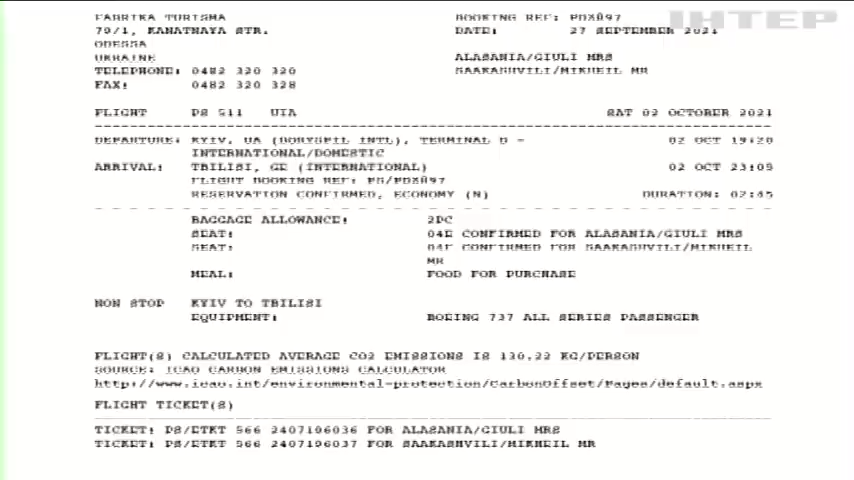 ІНТЕР
FABRIKA TURISMA
BOOKING REF: PDX897
79/1, KANATNAYA STR.
DATE: 27 SEPTEMBER 2021
ODESSA
UKRAINE
ALASANIA/GIULI MRS
TELEPHONE: 0482 320 320
SAAKASHVILI/MIKHEIL MR
FAX: 0482 320 328
FLIGHT PS 511 UIA SAT 02 OCTOBER 2021
DEPARTURE: KYIV, UA (BORYSPIL INTL), TERMINAL D - 02 OCT 19:20
INTERNATIONAL/DOMESTIC
ARRIVAL: TBILISI, GE (INTERNATIONAL) 02 OCT 23:05
FLIGHT BOOKING REF: PS/PDX897
RESERVATION CONFIRMED, ECONOMY (N) DURATION: 02:45
BAGGAGE ALLOWANCE: 2PC
SEAT: 04E CONFIRMED FOR ALASANIA/GIULI MRS
SEAT: 04F CONFIRMED FOR SAAKASHVILI/MIKHEIL
MR
MEAL: FOOD FOR PURCHASE
NON STOP KYIV TO TBILISI
EQUIPMENT: BOEING 737 ALL SERIES PASSENGER
FLIGHT(S) CALCULATED AVERAGE CO2 EMISSIONS IS 130.22 KG/PERSON
SOURCE: ICAO CARBON EMISSIONS CALCULATOR
http://www.icao.int/environmental-protection/CarbonOffset/Pages/default.aspx
FLIGHT TICKET(S)
TICKET: PS/ETKT 566 2407196036 FOR ALASANIA/GIULI MRS
TICKET: PS/ETKT 566 2407196037 FOR SAAKASHVILI/MIKHEIL MR